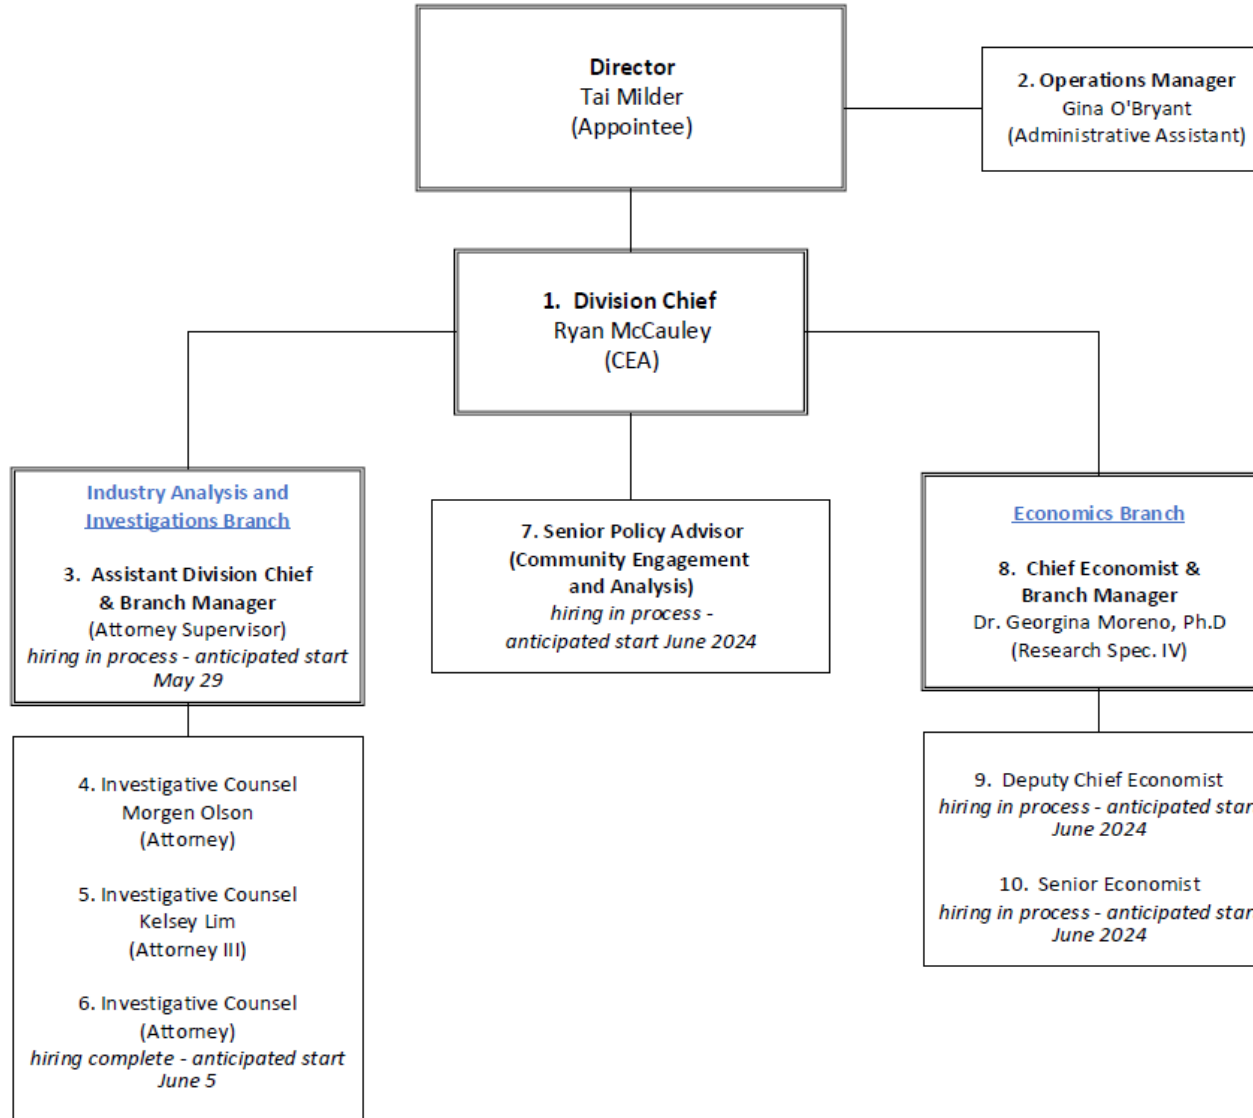 Director
Tai Milder
(Appointee)
2. Operations Manager
Gina O'Bryant
(Administrative Assistant)
1. Division Chief
Ryan McCauley
(CEA)
Industry Analysis and
Investigations Branch
3. Assistant Division Chief
& Branch Manager
(Attorney Supervisor)
hiring in process - anticipated start
May 29
7. Senior Policy Advisor
(Community Engagement
and Analysis)
hiring in process -
anticipated start June 2024
Economics Branch
8. Chief Economist &
Branch Manager
Dr. Georgina Moreno, Ph.D
(Research Spec. IV)
4. Investigative Counsel
Morgen Olson
(Attorney)
5. Investigative Counsel
Kelsey Lim
(Attorney III)
6. Investigative Counsel
(Attorney)
hiring complete - anticipated start
June 5
9. Deputy Chief Economist
hiring in process - anticipated star
June 2024
10. Senior Economist
hiring in process - anticipated star
June 2024